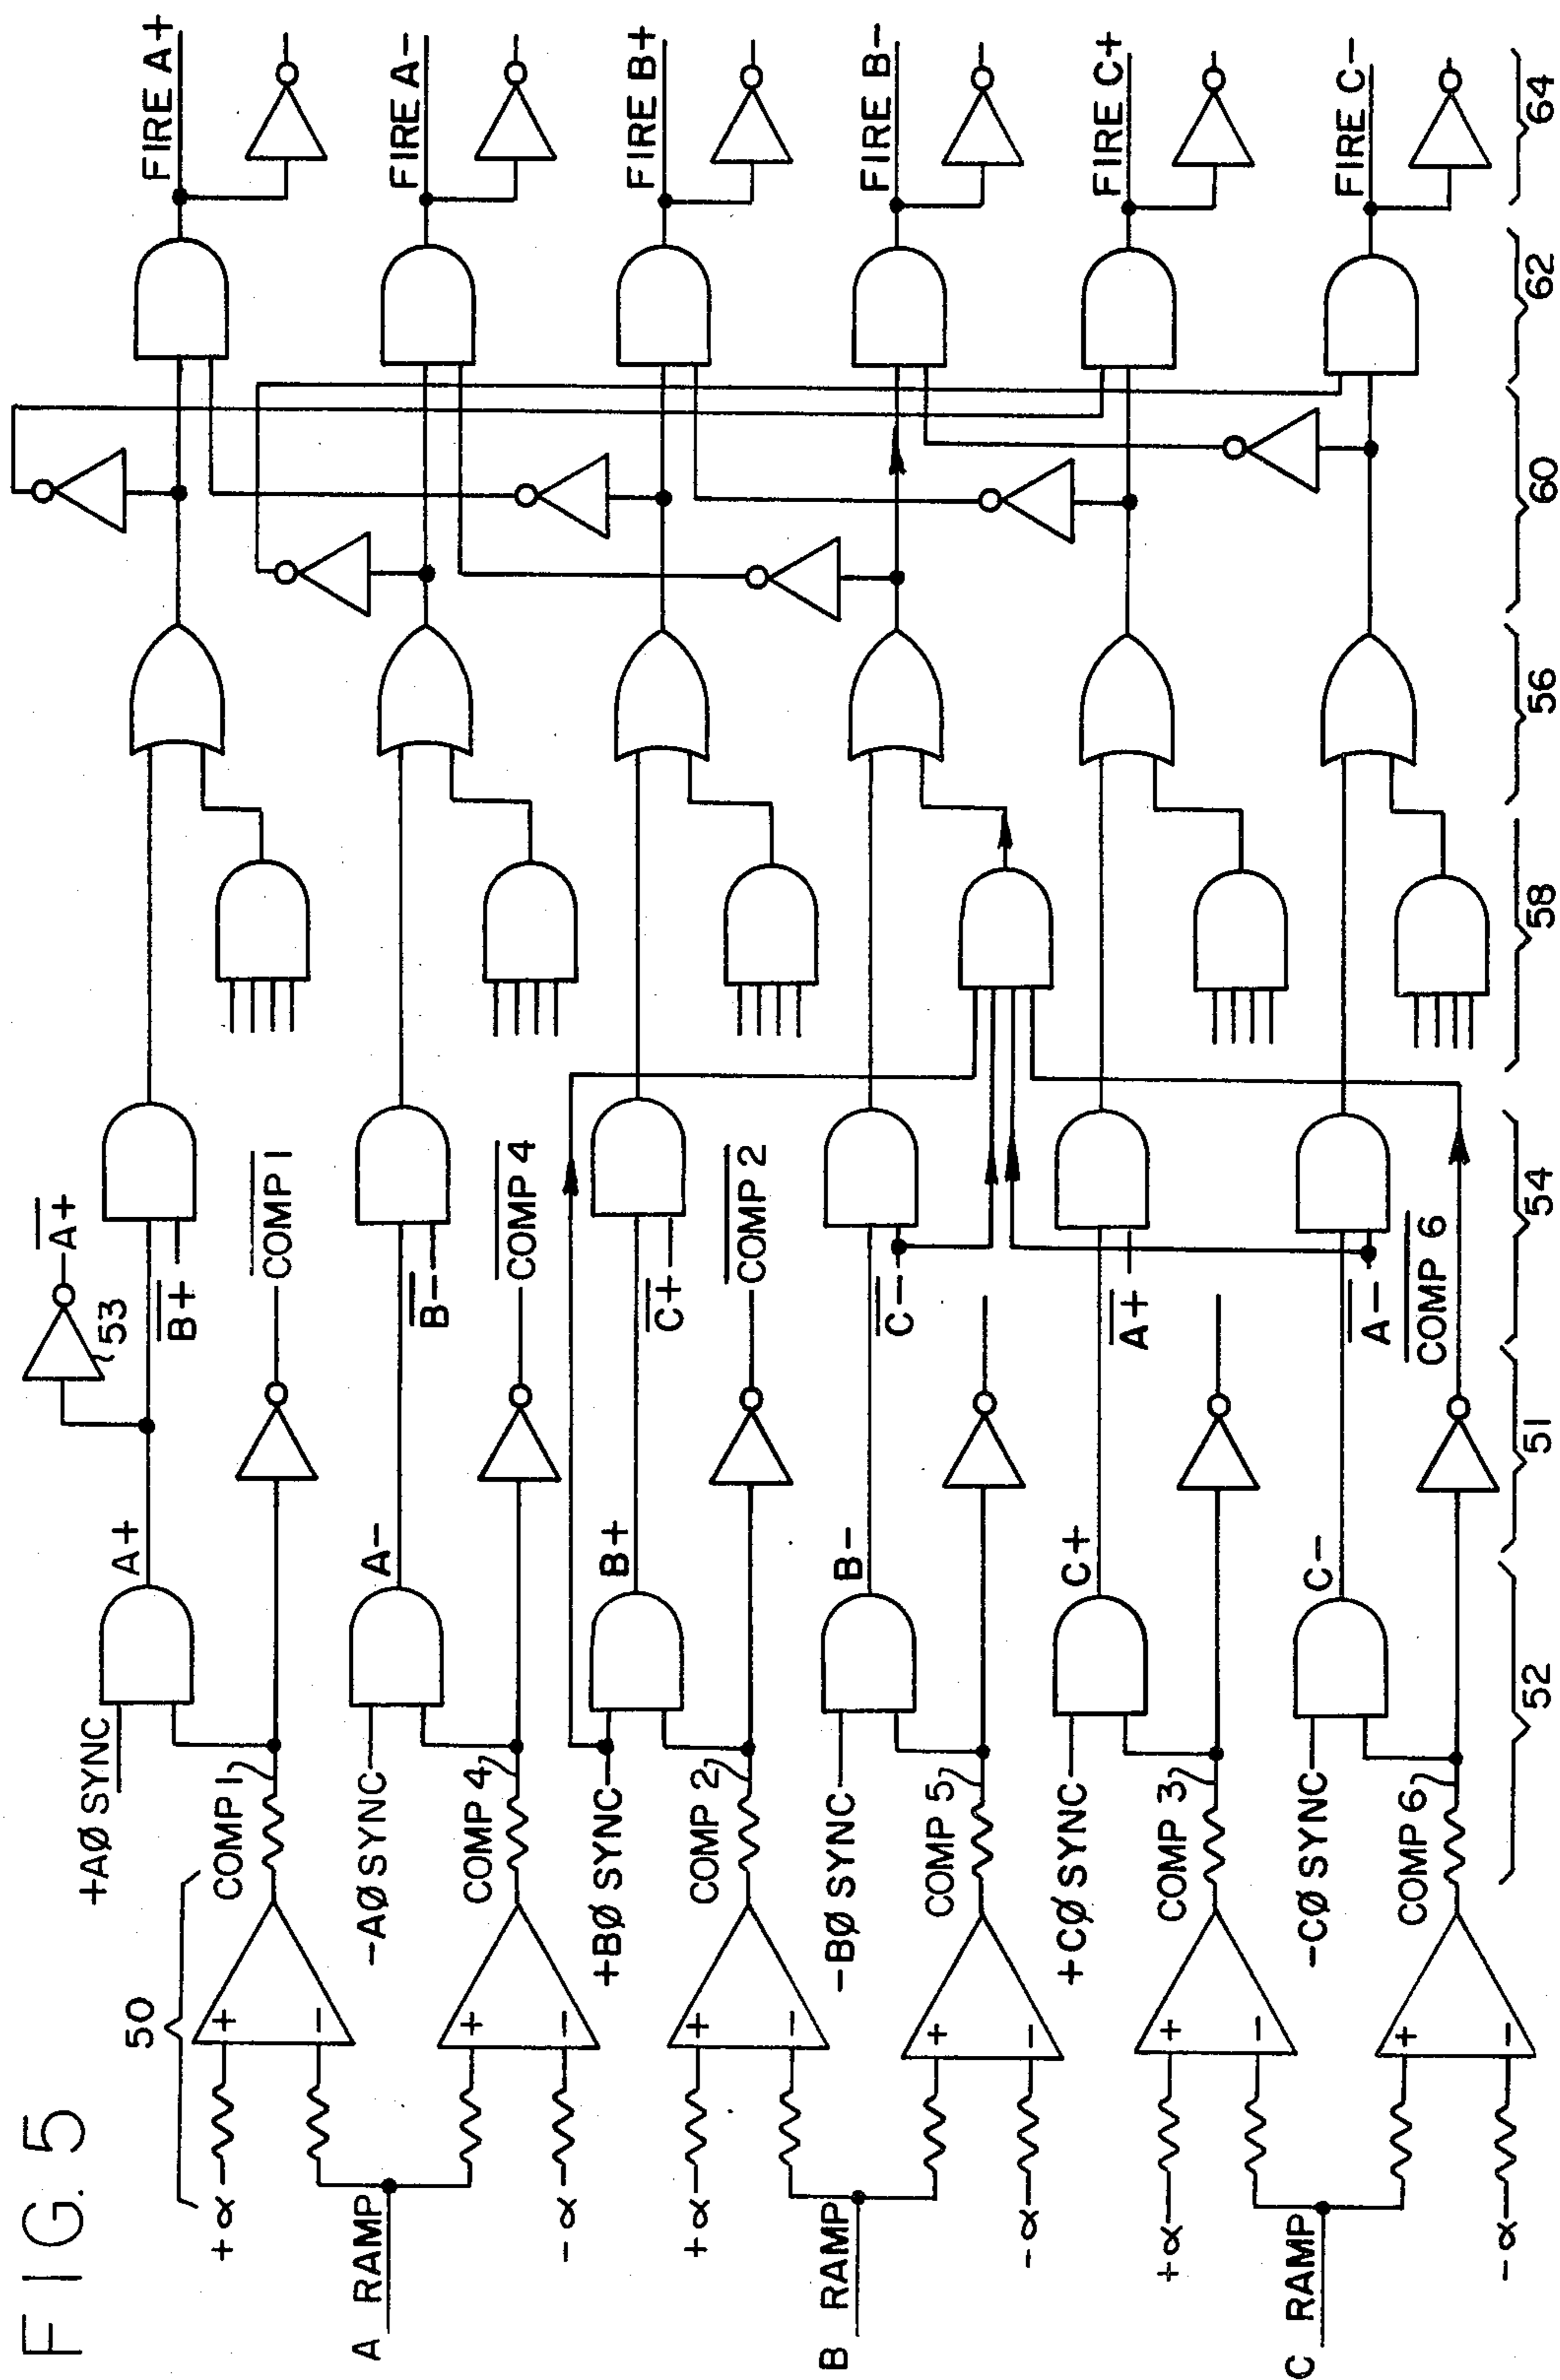 FIG. 5
50
+α
A RAMP
-α
+α
B RAMP
-α
+α
C RAMP
-α
+
-
+
-
+
-
+
-
+
-
+
-
+AØ SYNC
COMP 1
-AØ SYNC
COMP 4
+BØ SYNC
COMP 2
-BØ SYNC
COMP 5
+CØ SYNC
COMP 3
-CØ SYNC
COMP 6
52
A+
A-
B+
B-
C+
C-
51
53
A+
B+
COMP 1
B-
COMP 4
C+
COMP 2
C-
A+
A-
COMP 6
54
58
56
60
62
FIRE A+
FIRE A-
FIRE B+
FIRE B-
FIRE C+
FIRE C-
64